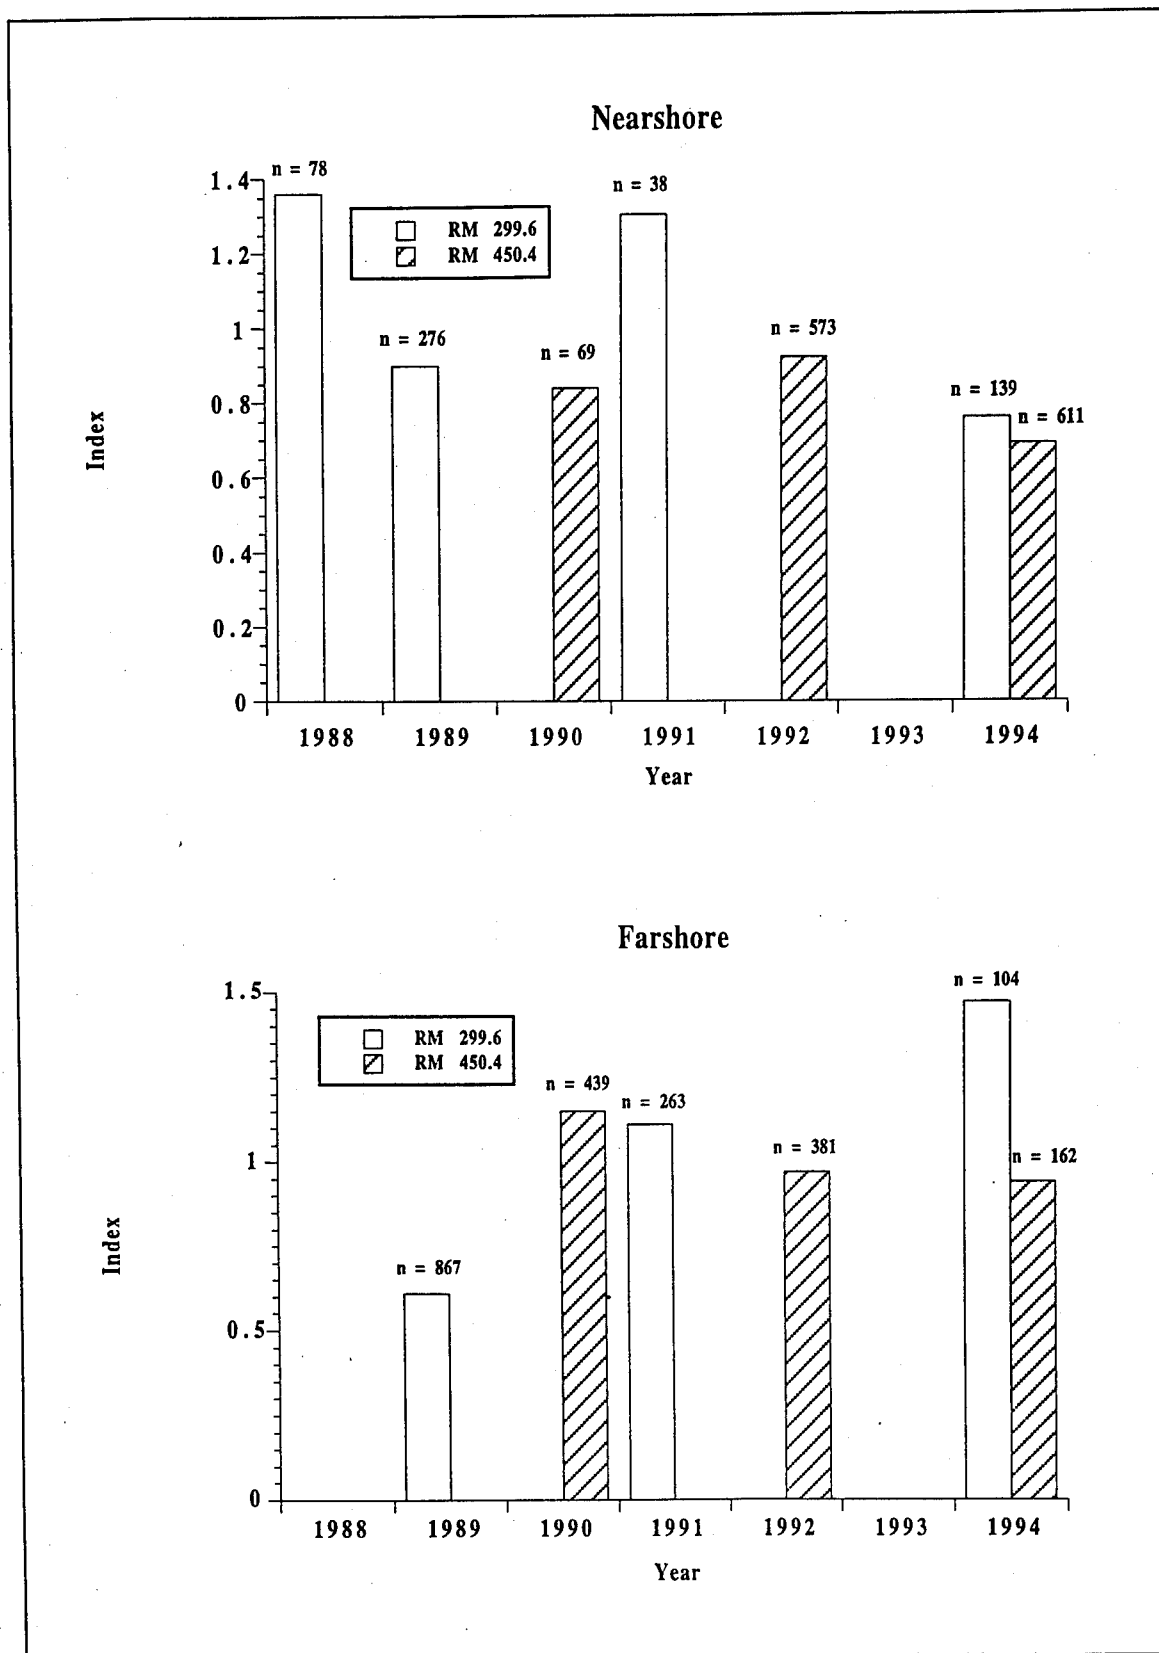 Nearshore
n = 78
n = 38
1.4
RM 299.6
RM 450.4
1.2
n = 276
n = 69
n = 573
1
n = 139
n = 611
0.8
Index
0.6
0.4
0.2
0
1988 1989 1990 1991 1992 1993 1994
Year
Farshore
n = 104
1.5
RM 299.6
RM 450.4
n = 439
n = 263
n = 381
n = 162
1
Index
n = 867
0.5
0
1988 1989 1990 1991 1992 1993 1994
Year